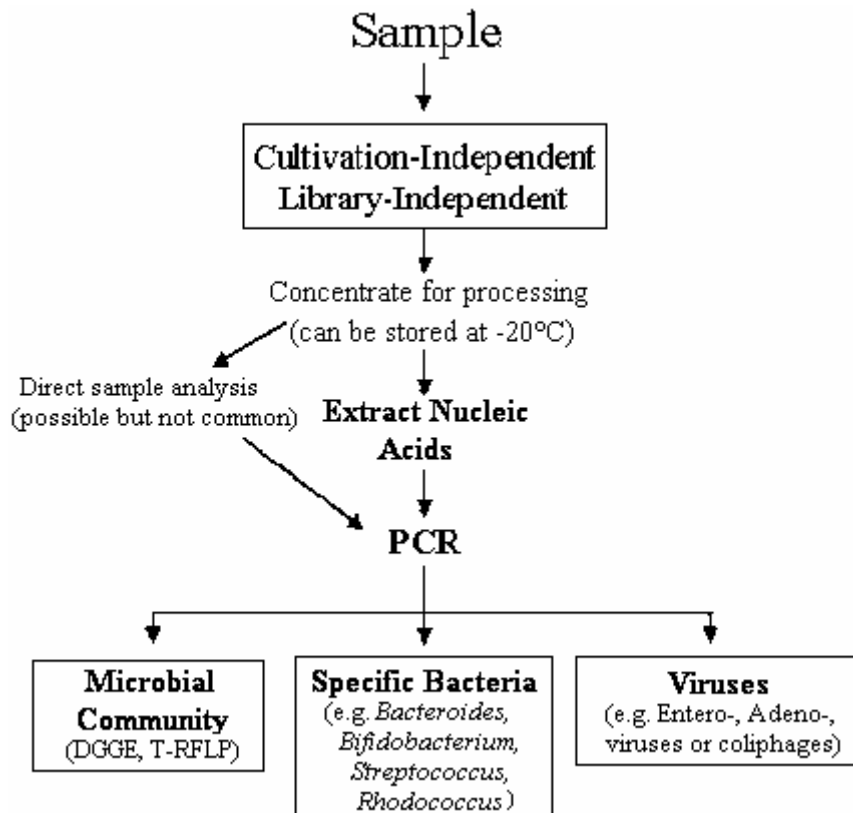 Sample
Cultivation-Independent
Library-Independent
Concentrate for processing
(can be stored at -20°C)
Direct sample analysis
(possible but not common)
Extract Nucleic
Acids
PCR
Microbial
Community
(DGGE, T-RFLP)
Specific Bacteria
(e.g. Bacteroides,
Bifidobacterium,
Streptococcus,
Rhodococcus)
Viruses
(e.g. Entero-, Adeno-,
viruses or coliphages)